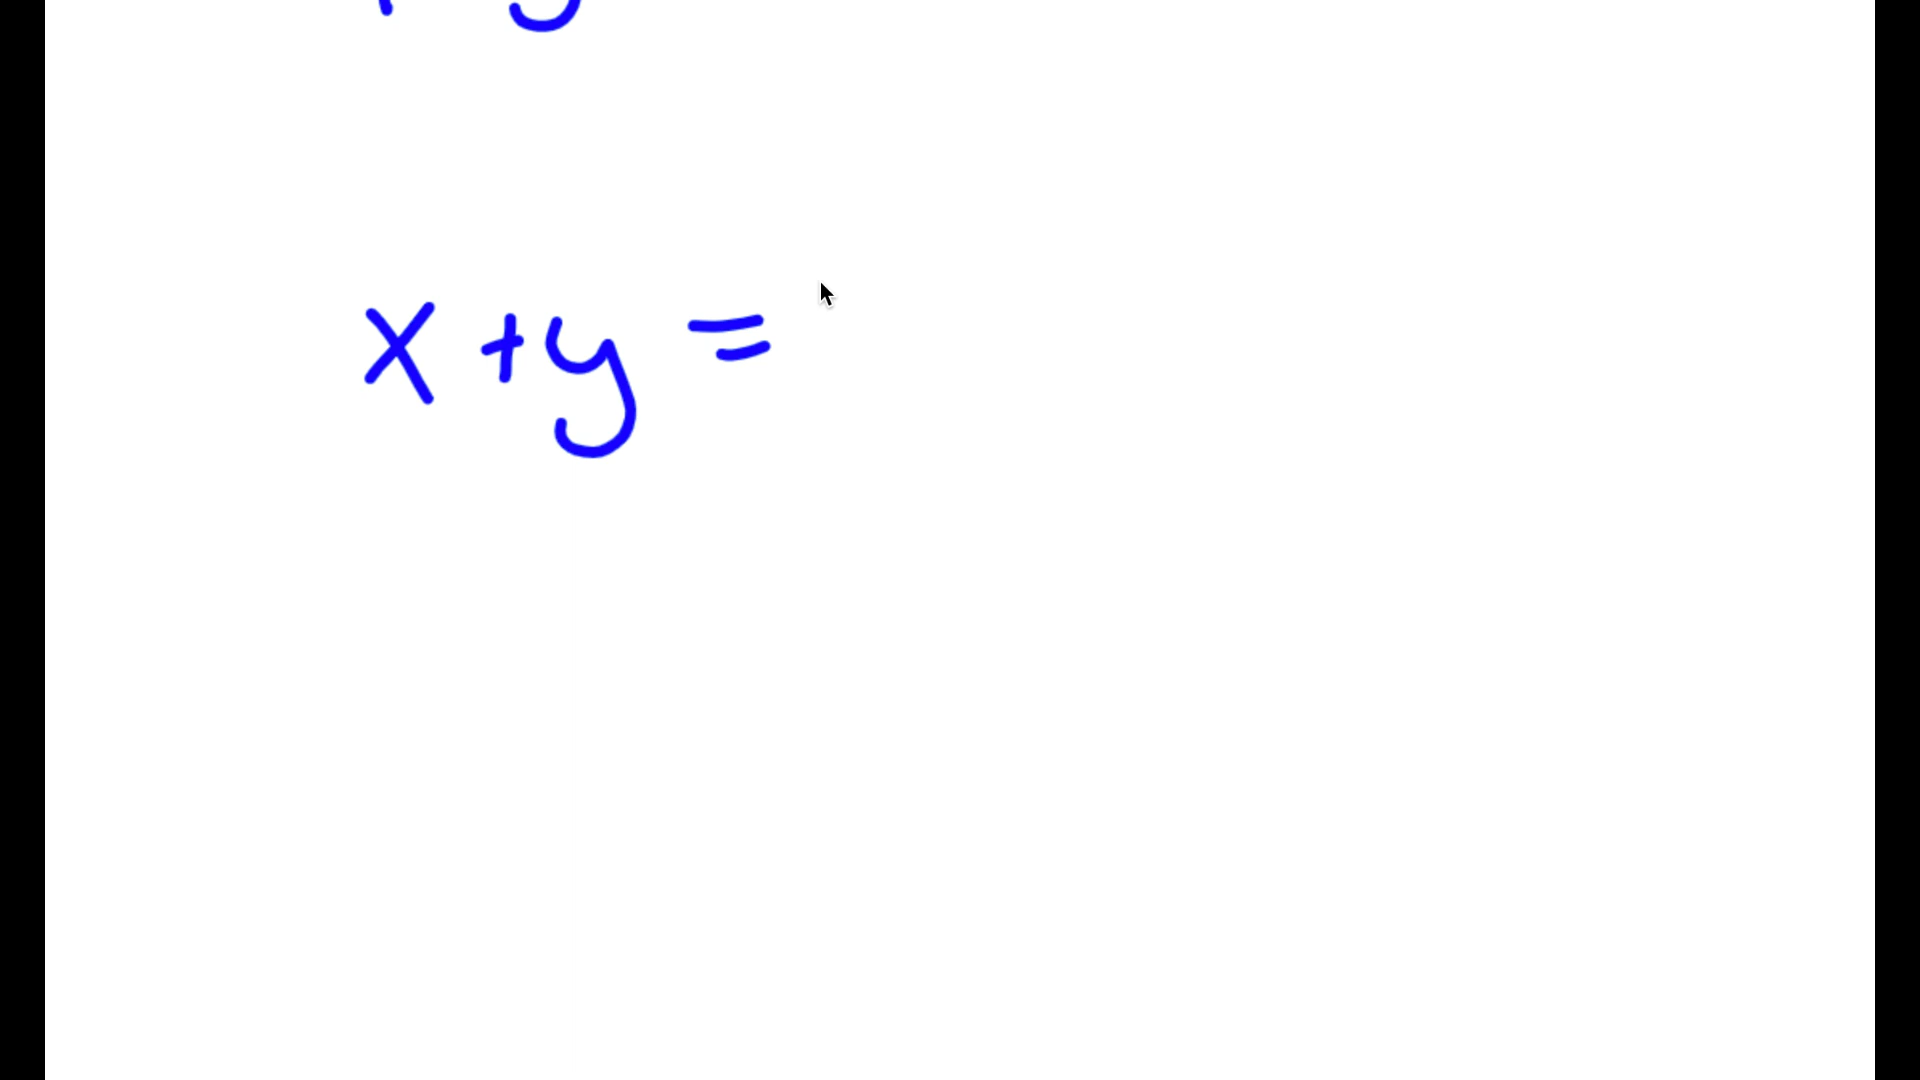 x + y =